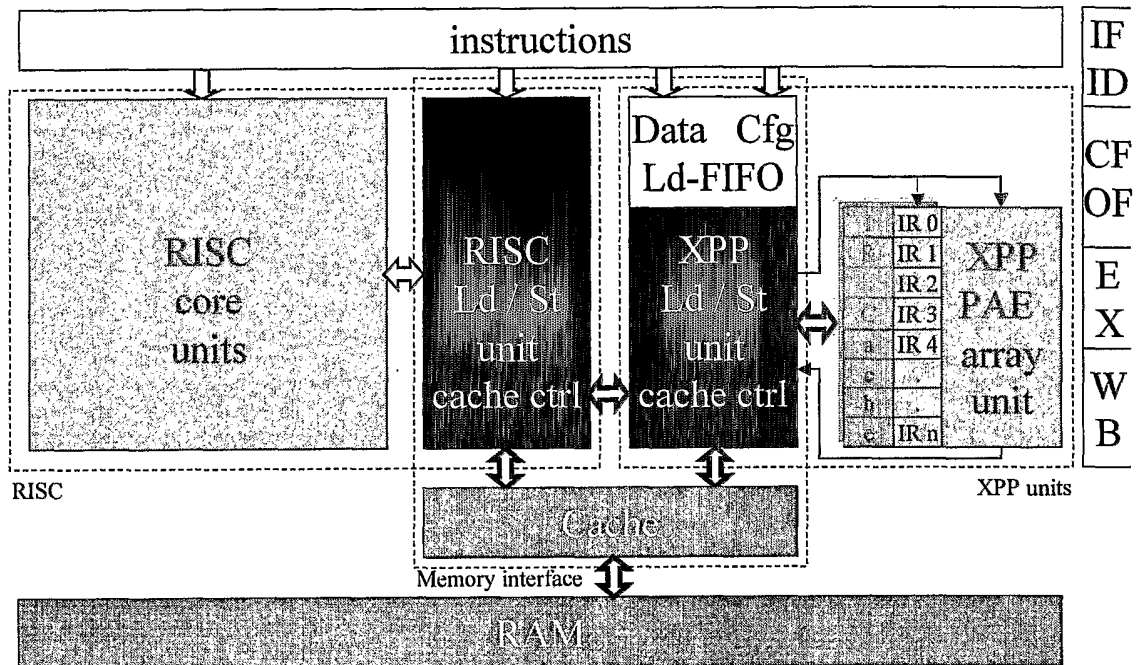 instructions
IF
ID
CF
OF
E
X
W
B
RISC
core
units
RISC
Ld / St
unit
cache ctrl
Data Cfg
Ld-FIFO
XPP
Ld / St
unit
cache ctrl
a
c
h
e
IR 0
IR 1
IR 2
IR 3
IR 4
.
.
IR n
XPP
PAE
array
unit
RISC
XPP units
Cache
Memory interface
RAM